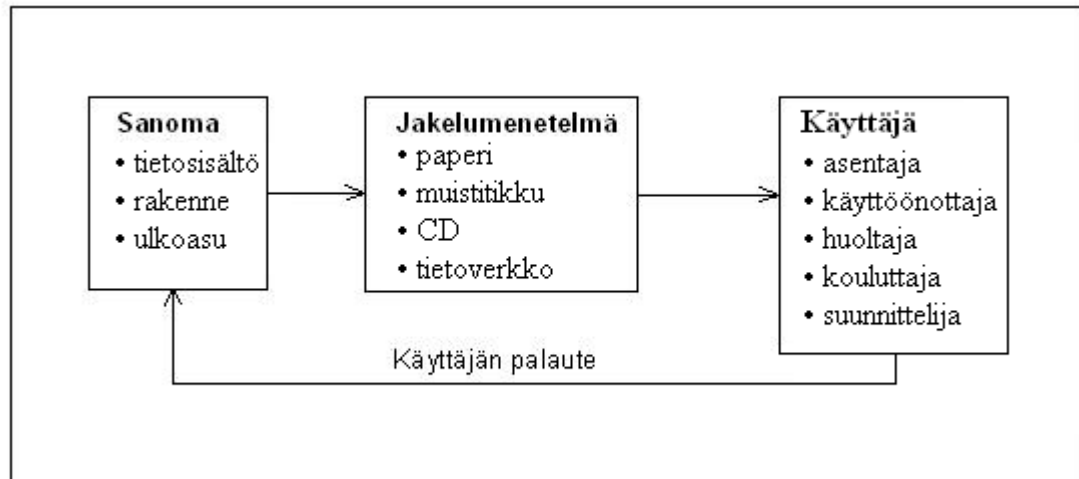 Sanoma
• tietosisältö
• rakenne
• ulkoasu
Jakelumenetelmä
• paperi
• muistitikku
• CD
• tietoverkko
Käyttäjä
• asentaja
• käyttöönottaja
• huoltaja
• kouluttaja
• suunnittelija
Käyttäjän palaute